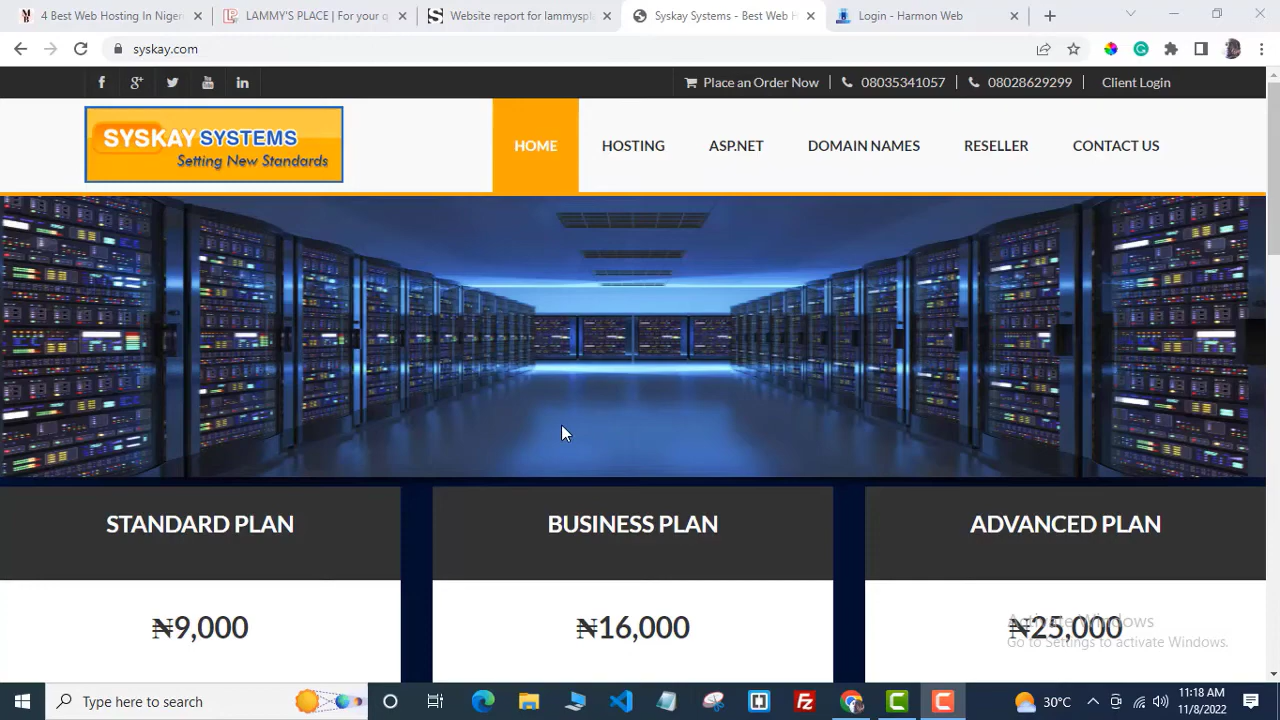 4 Best Web Hosting In Niger
LAMMY'S PLACE | For your q
Website report for lammyspl
Syskay Systems - Best Web H
Login - Harmon Web
syskay.com
Place an Order Now
08035341057
08028629299
Client Login
SYSKAY SYSTEMS
Setting New Standards
HOME
HOSTING
ASP.NET
DOMAIN NAMES
RESELLER
CONTACT US
STANDARD PLAN
BUSINESS PLAN
ADVANCED PLAN
₦9,000
₦16,000
₦25,000
Activate Windows
Go to Settings to activate Windows.
Type here to search
30°C
11:18 AM
11/8/2022